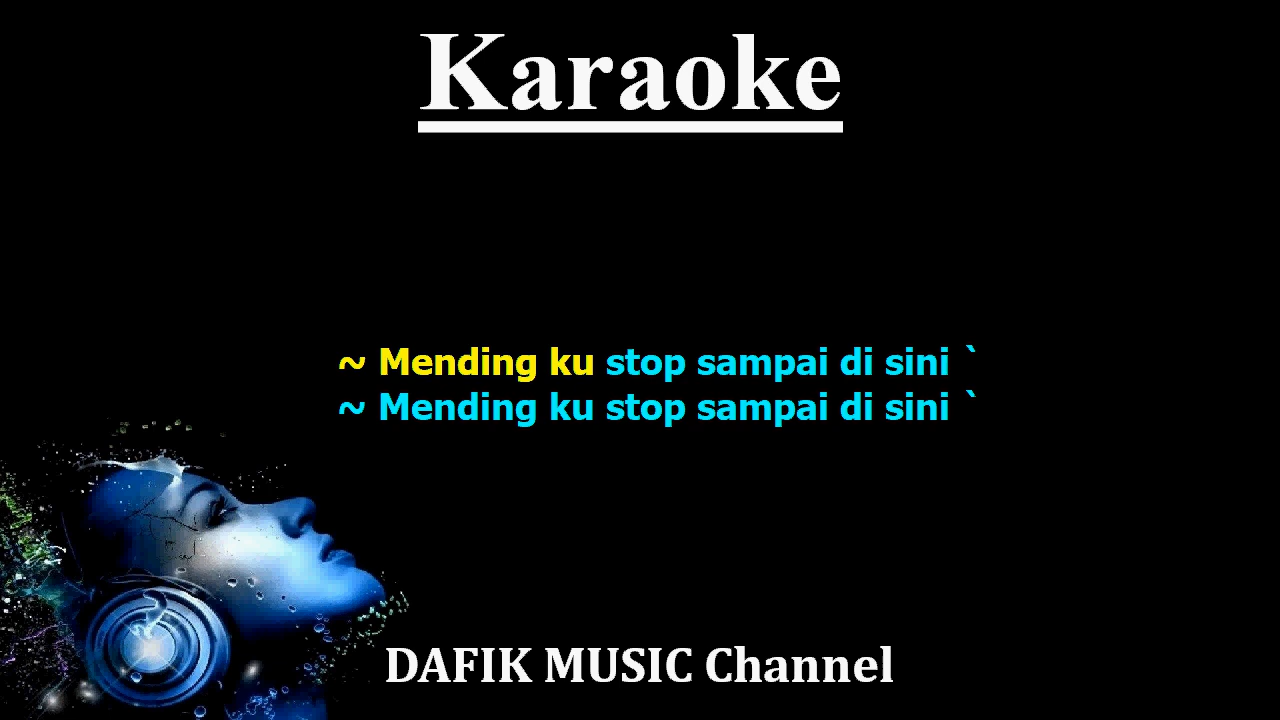 Karaoke
~ Mending ku stop sampai di sini `
~ Mending ku stop sampai di sini `
DAFIK MUSIC Channel